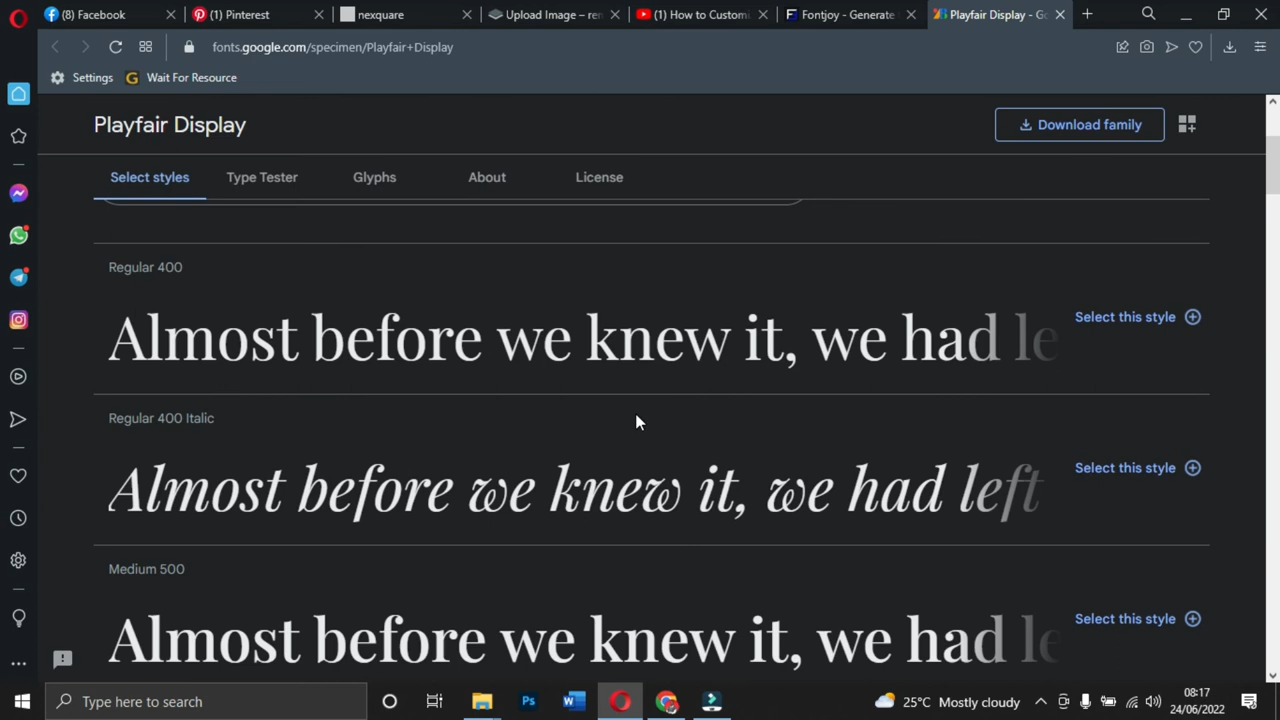 (8) Facebook
(1) Pinterest
nexquare
Upload Image – ren
(1) How to Customi
Fontjoy - Generate
Playfair Display - Go
fonts.google.com/specimen/Playfair+Display
Settings
Wait For Resource
Playfair Display
Download family
Select styles
Type Tester
Glyphs
About
License
Regular 400
Almost before we knew it, we had le
Select this style
Regular 400 Italic
Almost before we knew it, we had left
Select this style
Medium 500
Almost before we knew it, we had le
Select this style
Type here to search
Ps
W
25°C Mostly cloudy
08:17
24/06/2022